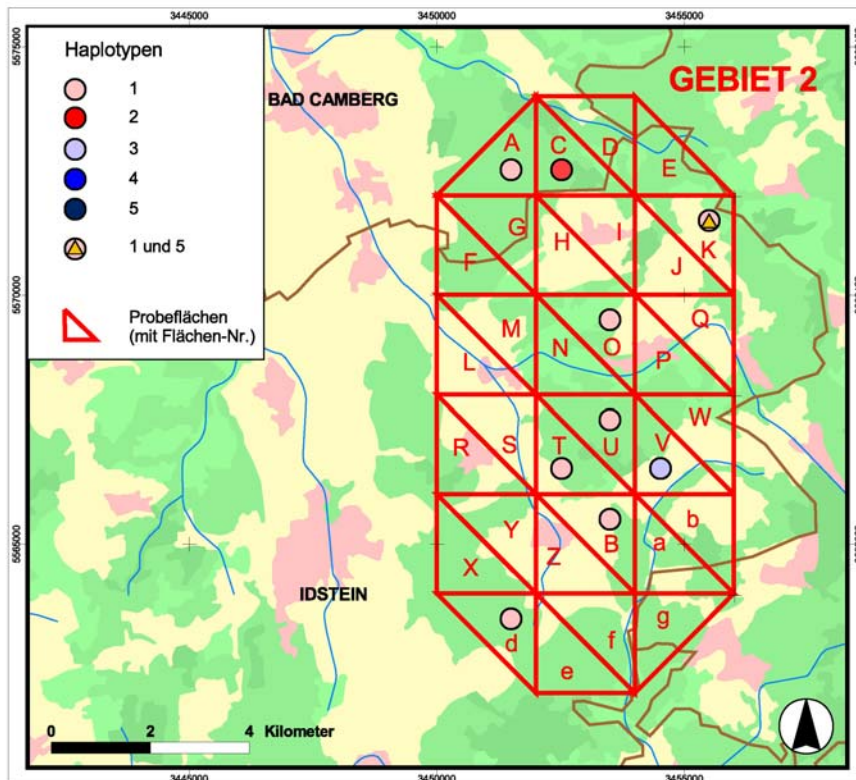 3445000 3450000 3455000
5575000
Haplotypen
1
2
3
4
5
1 und 5
Probeflächen
(mit Flächen-Nr.)
BAD CAMBERG
GEBIET 2
A C D E
G H I K
F J
5570000
M N O P Q
L
R S T U V W
5565000
X Y Z B a b
IDSTEIN
d e f g
0 2 4 Kilometer
3445000 3450000 3455000